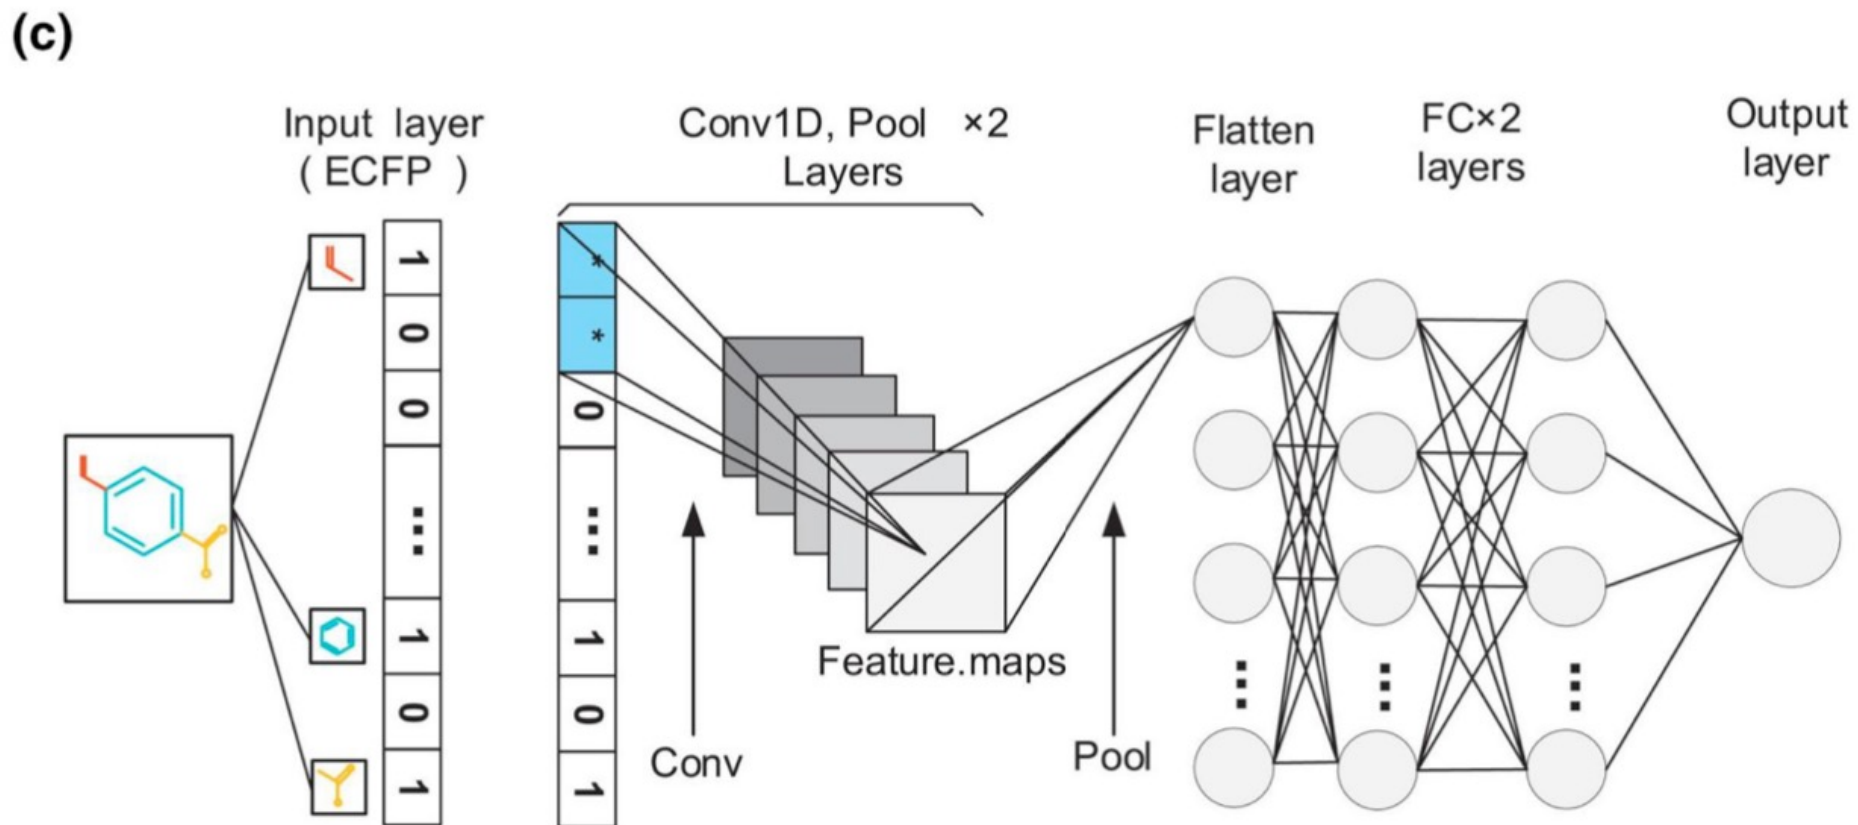 (c)
Input layer
( ECFP )
Conv1D, Pool ×2
Layers
Flatten
layer
FC×2
layers
Output
layer
1
0
0
⋮
1
0
1
*
*
0
⋮
1
0
1
Feature.maps
Conv
Pool